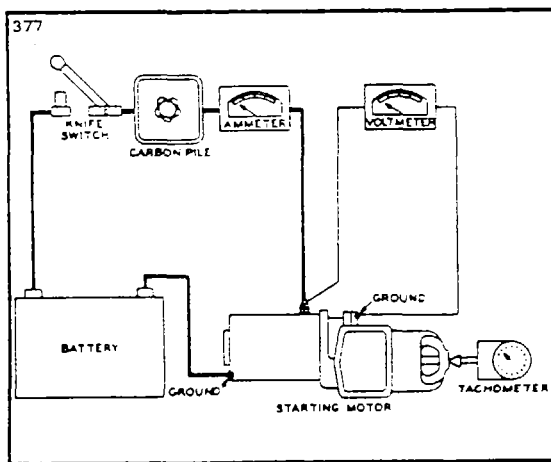 377
KNIFE
SWITCH
CARBON PILE
AMMETER
VOLTMETER
GROUND
BATTERY
GROUND
STARTING MOTOR
TACHOMETER